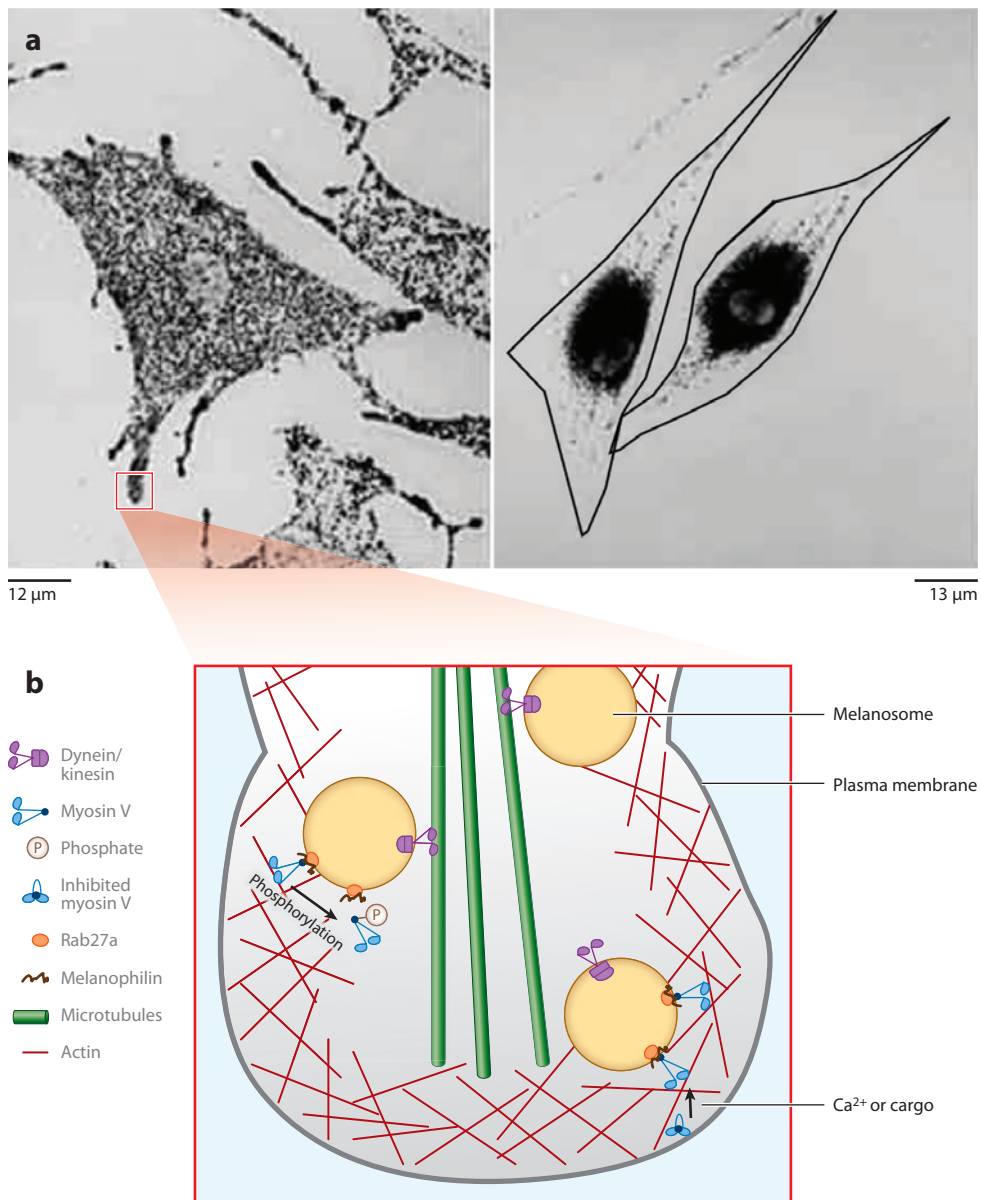 a
12 μm
13 μm
b
Dynein/
kinesin
Myosin V
P
Phosphate
Inhibited
myosin V
Rab27a
Melanophilin
Microtubules
Actin
Phosphorylation
P
Melanosome
Plasma membrane
Ca²⁺ or cargo